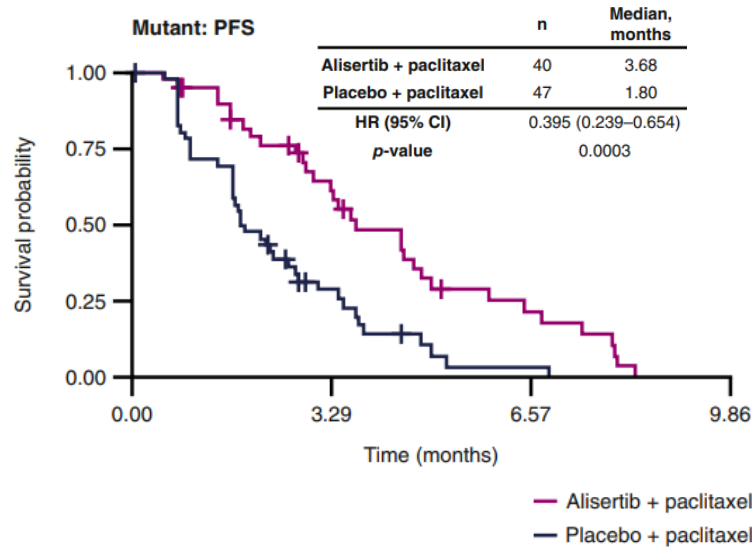 Mutant: PFS
n Median, months
Alisertib + paclitaxel 40 3.68
Placebo + paclitaxel 47 1.80
HR (95% CI) 0.395 (0.239–0.654)
p-value 0.0003
Survival probability
1.00
0.75
0.50
0.25
0.00
0.00 3.29 6.57 9.86
Time (months)
Alisertib + paclitaxel
Placebo + paclitaxel